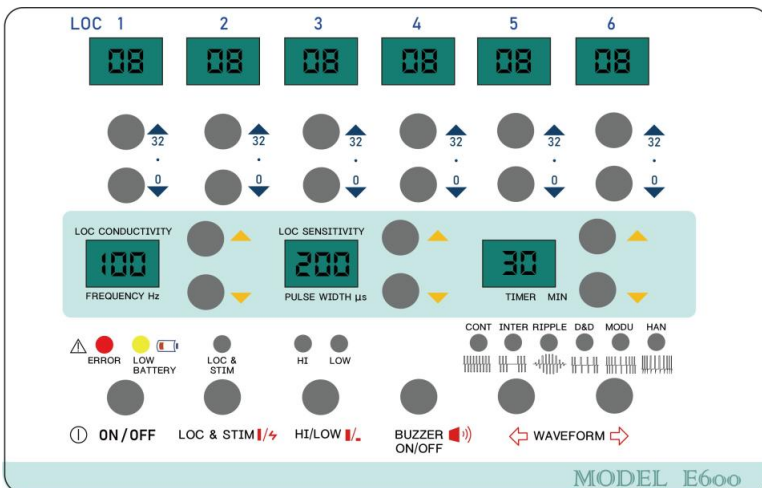 LOC 1 2 3 4 5 6
08 08 08 08 08 08
32 32 32 32 32 32
0 0 0 0 0 0
LOC CONDUCTIVITY LOC SENSITIVITY
100 200 30
FREQUENCY Hz PULSE WIDTH µs TIMER MIN
CONT INTER RIPPLE D&D MODU HAN
ERROR LOW BATTERY LOC & STIM HI LOW
ON/OFF LOC & STIM HI/LOW BUZZER ON/OFF WAVEFORM
MODEL E600